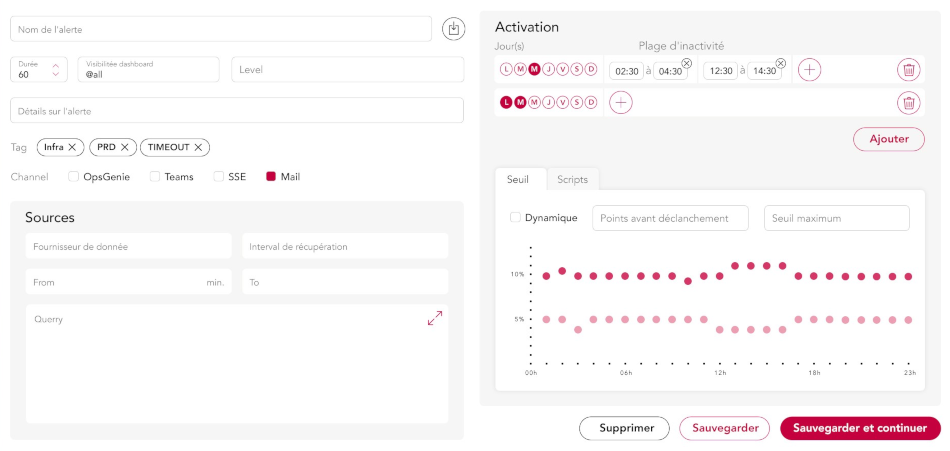 Nom de l'alerte
Durée
60
Visibilitée dashboard
@all
Level
Détails sur l'alerte
Tag Infra PRD TIMEOUT
Channel OpsGenie Teams SSE Mail
Sources
Fournisseur de donnée
Interval de récupération
From min.
To
Querry
Activation
Jour(s) Plage d'inactivité
L M M J V S D 02:30 à 04:30 12:30 à 14:30
L M M J V S D
Ajouter
Seuil Scripts
Dynamique Points avant déclanchement Seuil maximum
10%
5%
00h 06h 12h 18h 23h
Supprimer Sauvegarder Sauvegarder et continuer